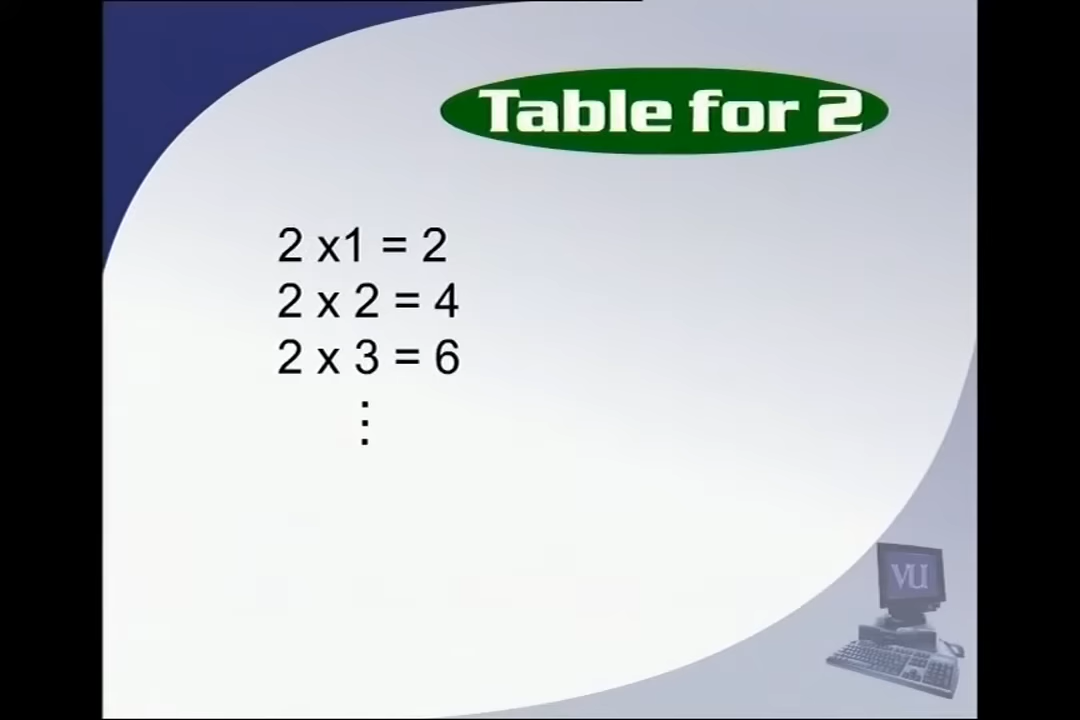 Table for 2
2 x1 = 2
2 x 2 = 4
2 x 3 = 6
⋮
VU